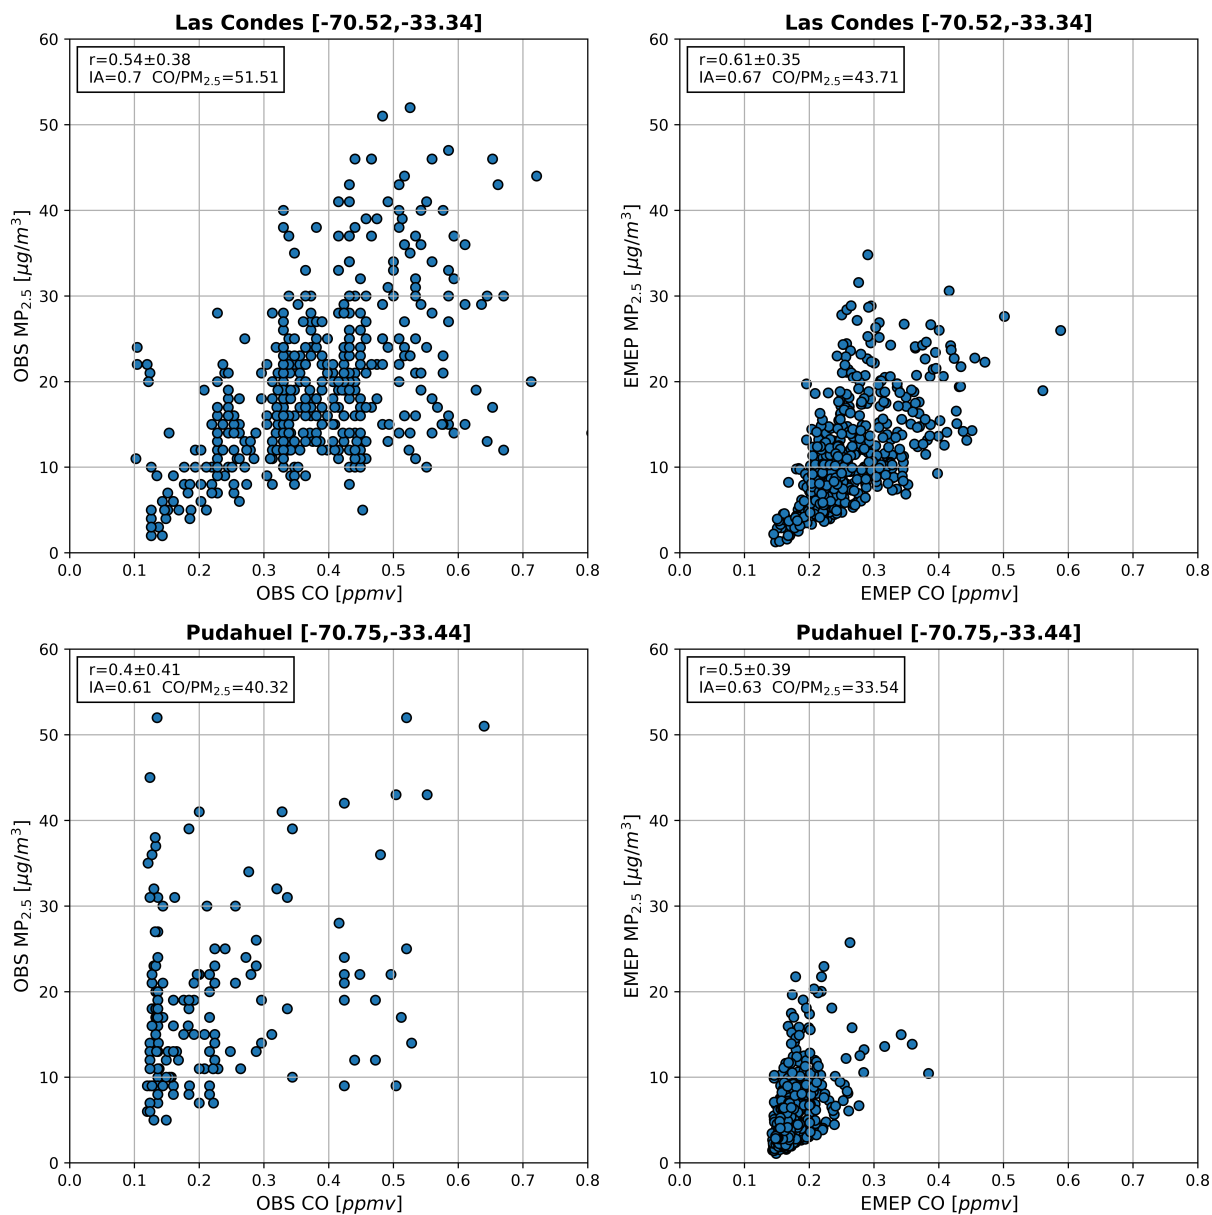 Las Condes [-70.52,-33.34]
r=0.54±0.38
IA=0.7 CO/PM2.5=51.51
OBS MP2.5 [μg/m3]
60
50
40
30
20
10
0
0.0 0.1 0.2 0.3 0.4 0.5 0.6 0.7 0.8
OBS CO [ppmv]
Las Condes [-70.52,-33.34]
r=0.61±0.35
IA=0.67 CO/PM2.5=43.71
EMEP MP2.5 [μg/m3]
60
50
40
30
20
10
0
0.0 0.1 0.2 0.3 0.4 0.5 0.6 0.7 0.8
EMEP CO [ppmv]
Pudahuel [-70.75,-33.44]
r=0.4±0.41
IA=0.61 CO/PM2.5=40.32
OBS MP2.5 [μg/m3]
60
50
40
30
20
10
0
0.0 0.1 0.2 0.3 0.4 0.5 0.6 0.7 0.8
OBS CO [ppmv]
Pudahuel [-70.75,-33.44]
r=0.5±0.39
IA=0.63 CO/PM2.5=33.54
EMEP MP2.5 [μg/m3]
60
50
40
30
20
10
0
0.0 0.1 0.2 0.3 0.4 0.5 0.6 0.7 0.8
EMEP CO [ppmv]